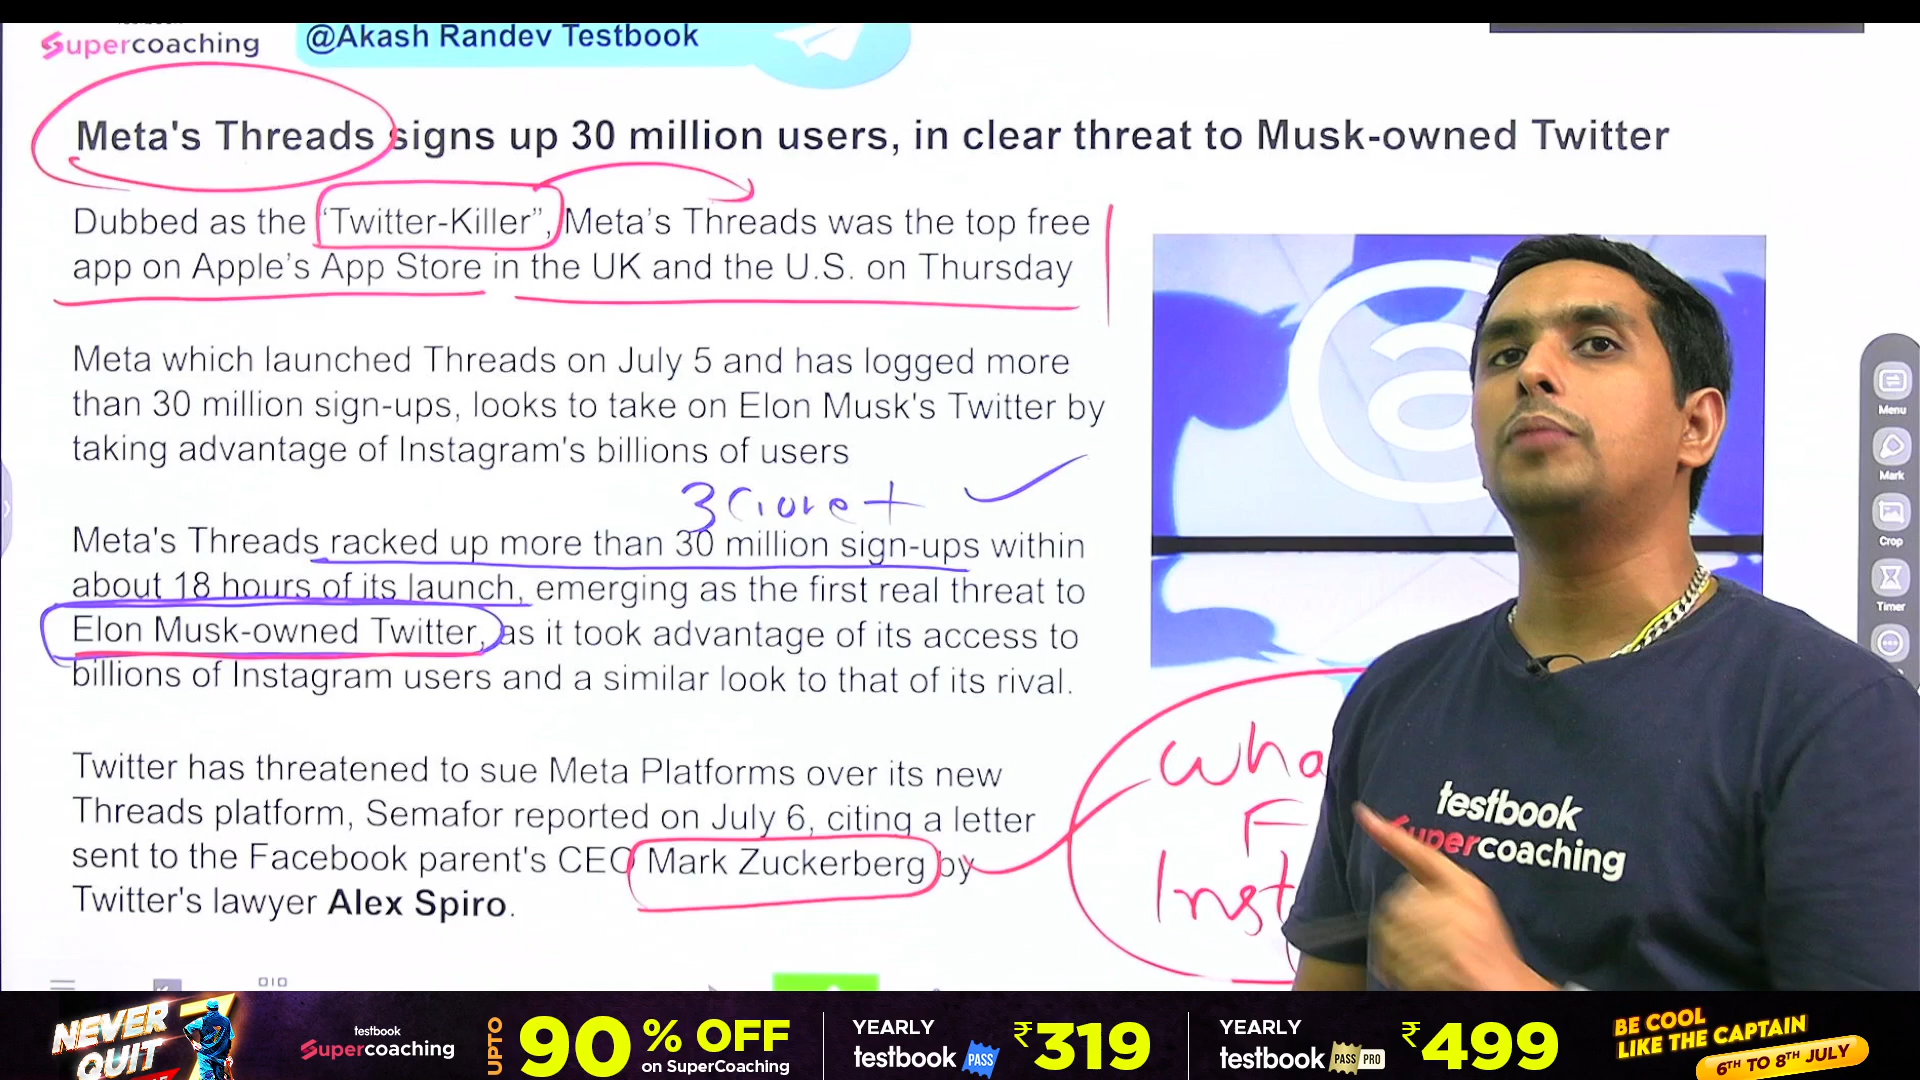 Supercoaching
@Akash Randev Testbook
Meta's Threads signs up 30 million users, in clear threat to Musk-owned Twitter
Dubbed as the “Twitter-Killer”, Meta’s Threads was the top free
app on Apple’s App Store in the UK and the U.S. on Thursday
Meta which launched Threads on July 5 and has logged more
than 30 million sign-ups, looks to take on Elon Musk's Twitter by
taking advantage of Instagram's billions of users
3 Crore +
Meta's Threads racked up more than 30 million sign-ups within
about 18 hours of its launch, emerging as the first real threat to
Elon Musk-owned Twitter, as it took advantage of its access to
billions of Instagram users and a similar look to that of its rival.
Twitter has threatened to sue Meta Platforms over its new
Threads platform, Semafor reported on July 6, citing a letter
sent to the Facebook parent's CEO Mark Zuckerberg by
Twitter's lawyer Alex Spiro.
Wha
F
Inst
Menu
Mark
Crop
Timer
testbook
Supercoaching
NEVER
QUIT
testbook
Supercoaching
UPTO 90% OFF
on SuperCoaching
YEARLY
testbook PASS
₹319
YEARLY
testbook PASS PRO
₹499
BE COOL
LIKE THE CAPTAIN
6TH TO 8TH JULY